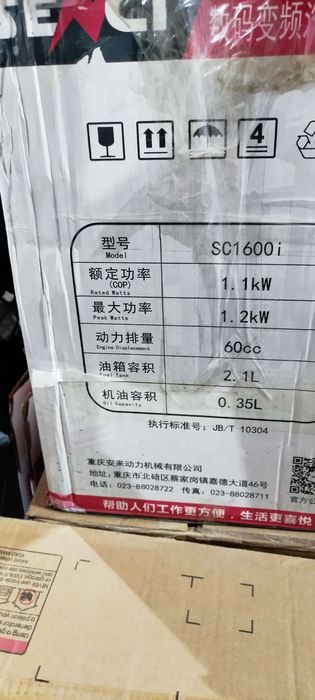 数码变频
4
型号 SC1600i
Model
额定功率 1.1kW
(COP)
Rated Watts
最大功率 1.2kW
Peak Watts
动力排量 60cc
Engine Displacement
油箱容积 2.1L
Fuel Tank
机油容积 0.35L
Oil Capacity
执行标准号: JB/T 10304
重庆安来动力机械有限公司
地址: 重庆市北碚区蔡家岗镇嘉德大道46号
电话: 023-88028722 传真: 023-88028711
官方公
帮助人们工作更方便,生活更喜悦